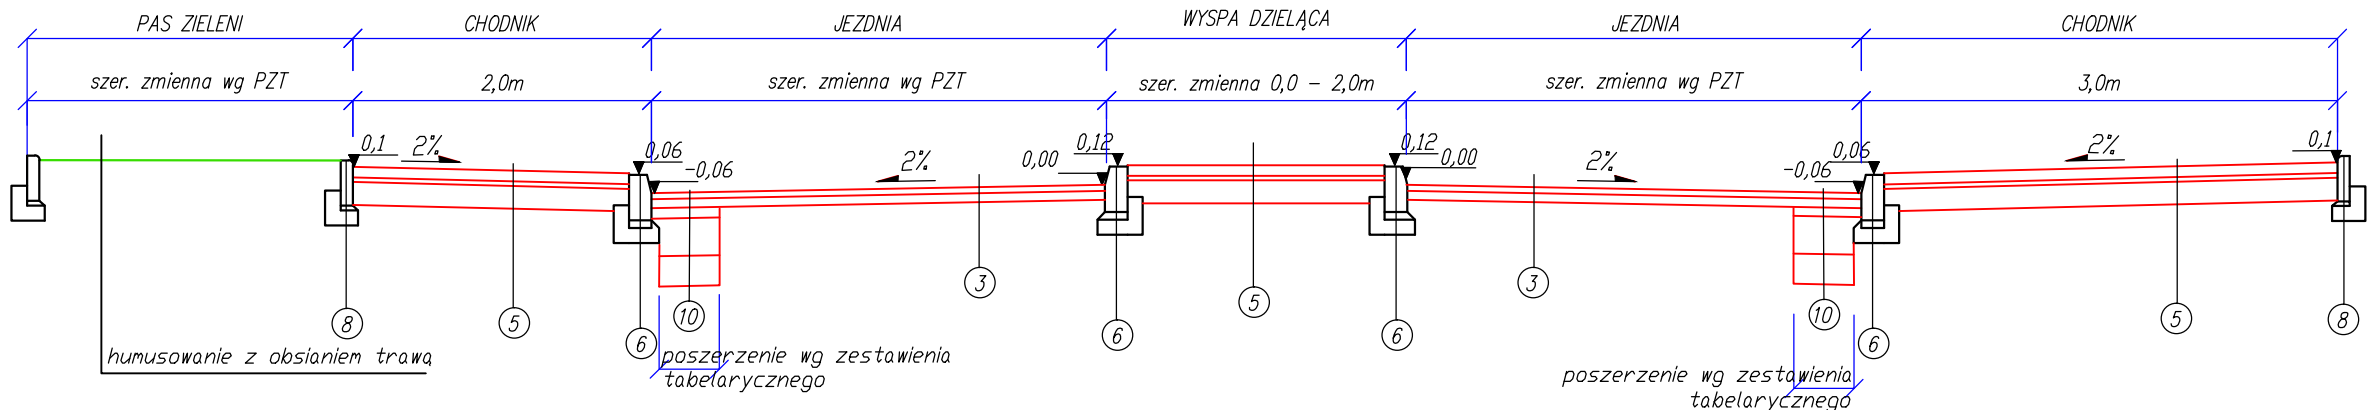 PAS ZIELENI CHODNIK JEZDNIA WYSPA DZIELĄCA JEZDNIA CHODNIK
szer. zmienna wg PZT 2,0m szer. zmienna wg PZT szer. zmienna 0,0 - 2,0m szer. zmienna wg PZT 3,0m
0,1 2% 0,06 0,12 0,12 0,06 2% 0,1
-0,06 2% 0,00 0,00 2% -0,06
3 3
8 5 10 5 10 5 8
6 6 6 6
humusowanie z obsianiem trawą
poszerzenie wg zestawienia
tabelarycznego
poszerzenie wg zestawienia
tabelarycznego